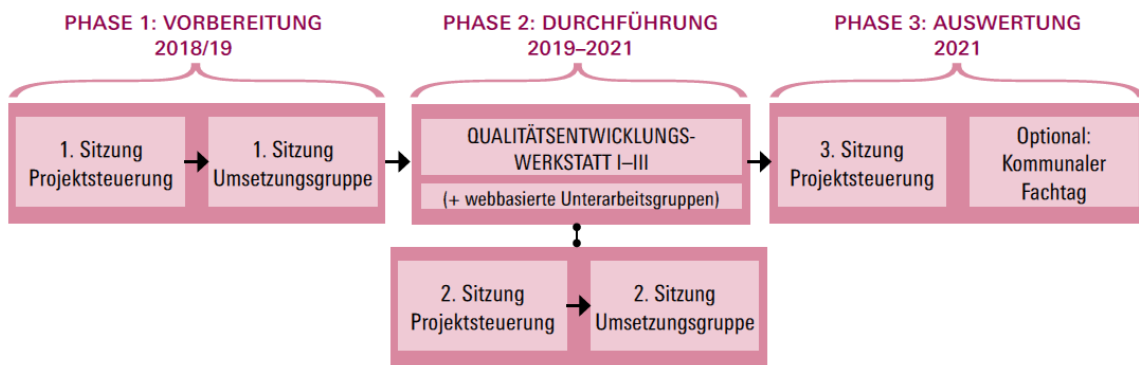 PHASE 1: VORBEREITUNG
2018/19
1. Sitzung
Projektsteuerung
1. Sitzung
Umsetzungsgruppe
PHASE 2: DURCHFÜHRUNG
2019–2021
QUALITÄTSENTWICKLUNGS-
WERKSTATT I–III
(+ webbasierte Unterarbeitsgruppen)
2. Sitzung
Projektsteuerung
2. Sitzung
Umsetzungsgruppe
PHASE 3: AUSWERTUNG
2021
3. Sitzung
Projektsteuerung
Optional:
Kommunaler
Fachtag